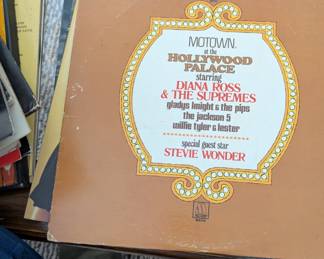 MOTOWN
at the
HOLLYWOOD
PALACE
starring
DIANA ROSS
& THE SUPREMES
gladys knight & the pips
the jackson 5
willie tyler & lester
special guest star
STEVIE WONDER